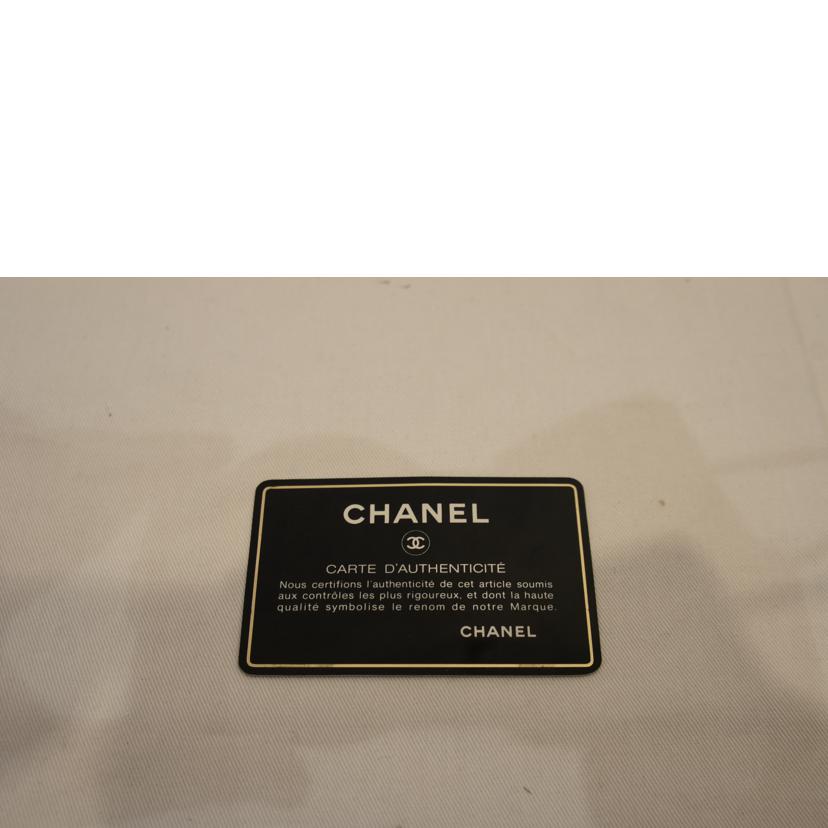 CHANEL
CARTE D'AUTHENTICITÉ
Nous certifions l'authenticité de cet article soumis
aux contrôles les plus rigoureux, et dont la haute
qualité symbolise le renom de notre Marque.
CHANEL